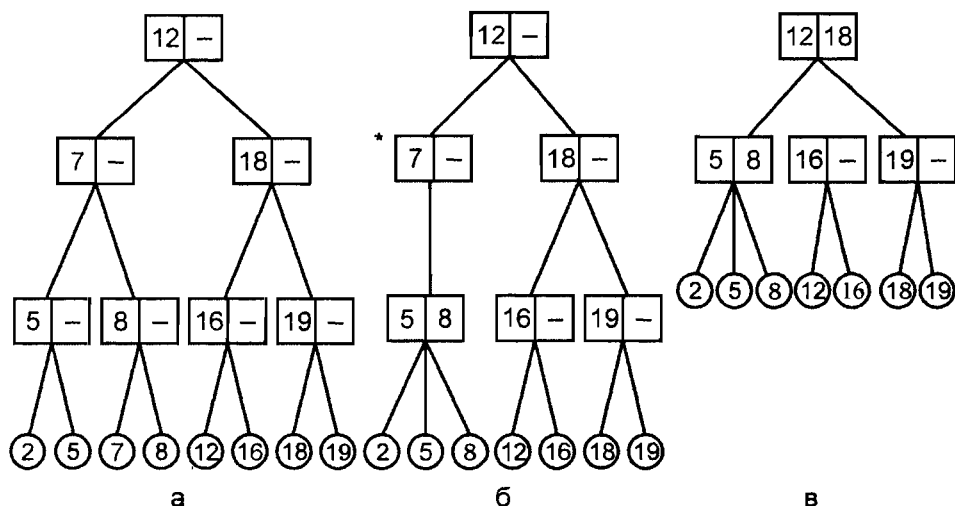 12 – 12 – 12 18
* 7 – 18 – 7 – 18 – 5 8 16 – 19 –
2 5 8 12 16 18 19
5 – 8 – 16 – 19 – 5 8 16 – 19 –
2 5 7 8 12 16 18 19 2 5 8 12 16 18 19
а б в